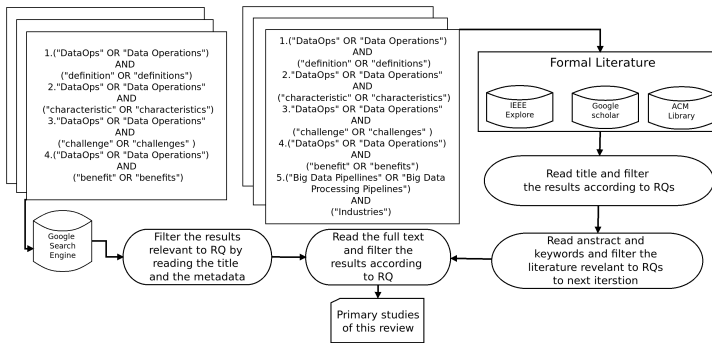 1.("DataOps" OR "Data Operations")
AND
("definition" OR "definitions")
2."DataOps" OR "Data Operations"
AND
("characteristic" OR "characteristics")
3."DataOps" OR "Data Operations"
AND
("challenge" OR "challenges" )
4.("DataOps" OR "Data Operations")
AND
("benefit" OR "benefits")
1.("DataOps" OR "Data Operations")
AND
("definition" OR "definitions")
2."DataOps" OR "Data Operations"
AND
("characteristic" OR "characteristics")
3."DataOps" OR "Data Operations"
AND
("challenge" OR "challenges" )
4.("DataOps" OR "Data Operations")
AND
("benefit" OR "benefits")
5.("Big Data Pipellines" OR "Big Data
Processing Pipelines")
AND
("Industries")
Formal Literature
IEEE
Explore
Google
scholar
ACM
Library
Read title and filter
the results according to RQs
Google
Search
Engine
Filter the results
relevant to RQ by
reading the title
and the metadata
Read the full text
and filter the
results according
to RQ
Read anstract and
keywords and filter the
literature revelant to RQs
to next iterstion
Primary studies
of this review